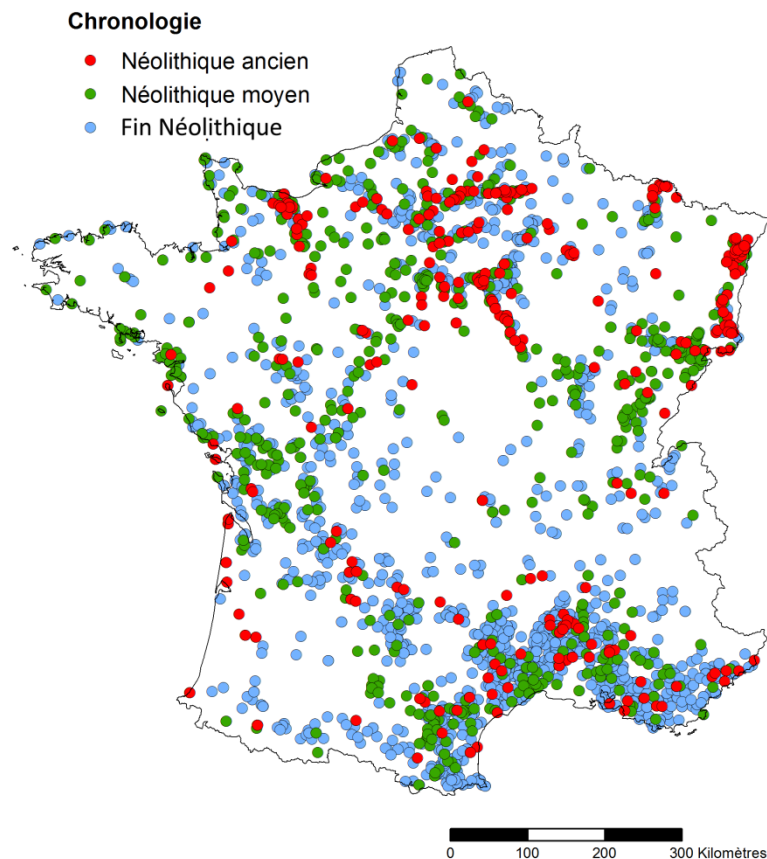 Chronologie
Néolithique ancien
Néolithique moyen
Fin Néolithique
0 100 200 300 Kilomètres